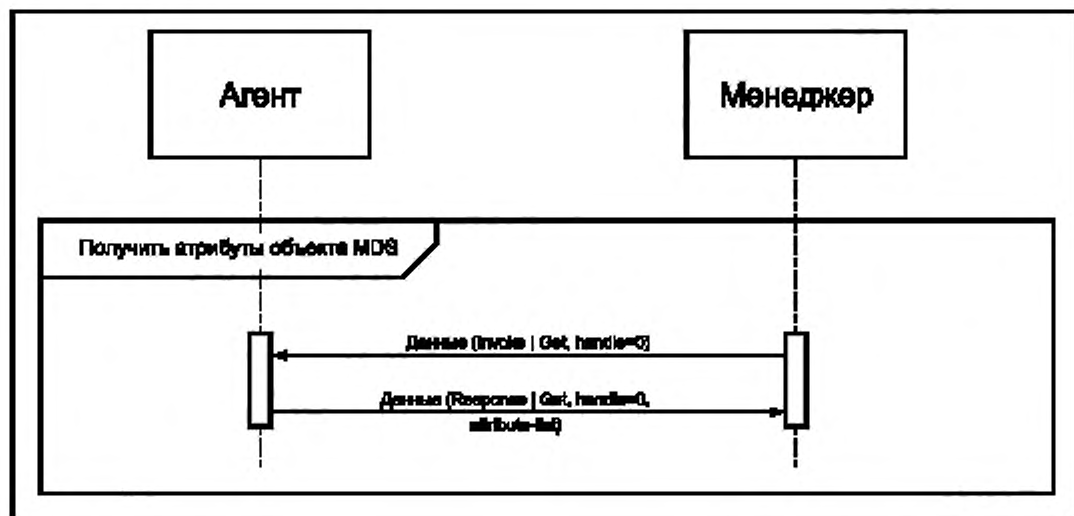 Агент
Менеджер
Получить атрибуты объекта MDS
Данные (Invoke | Get, handle=0)
Данные (Response | Get, handle=0,
attribute-list)